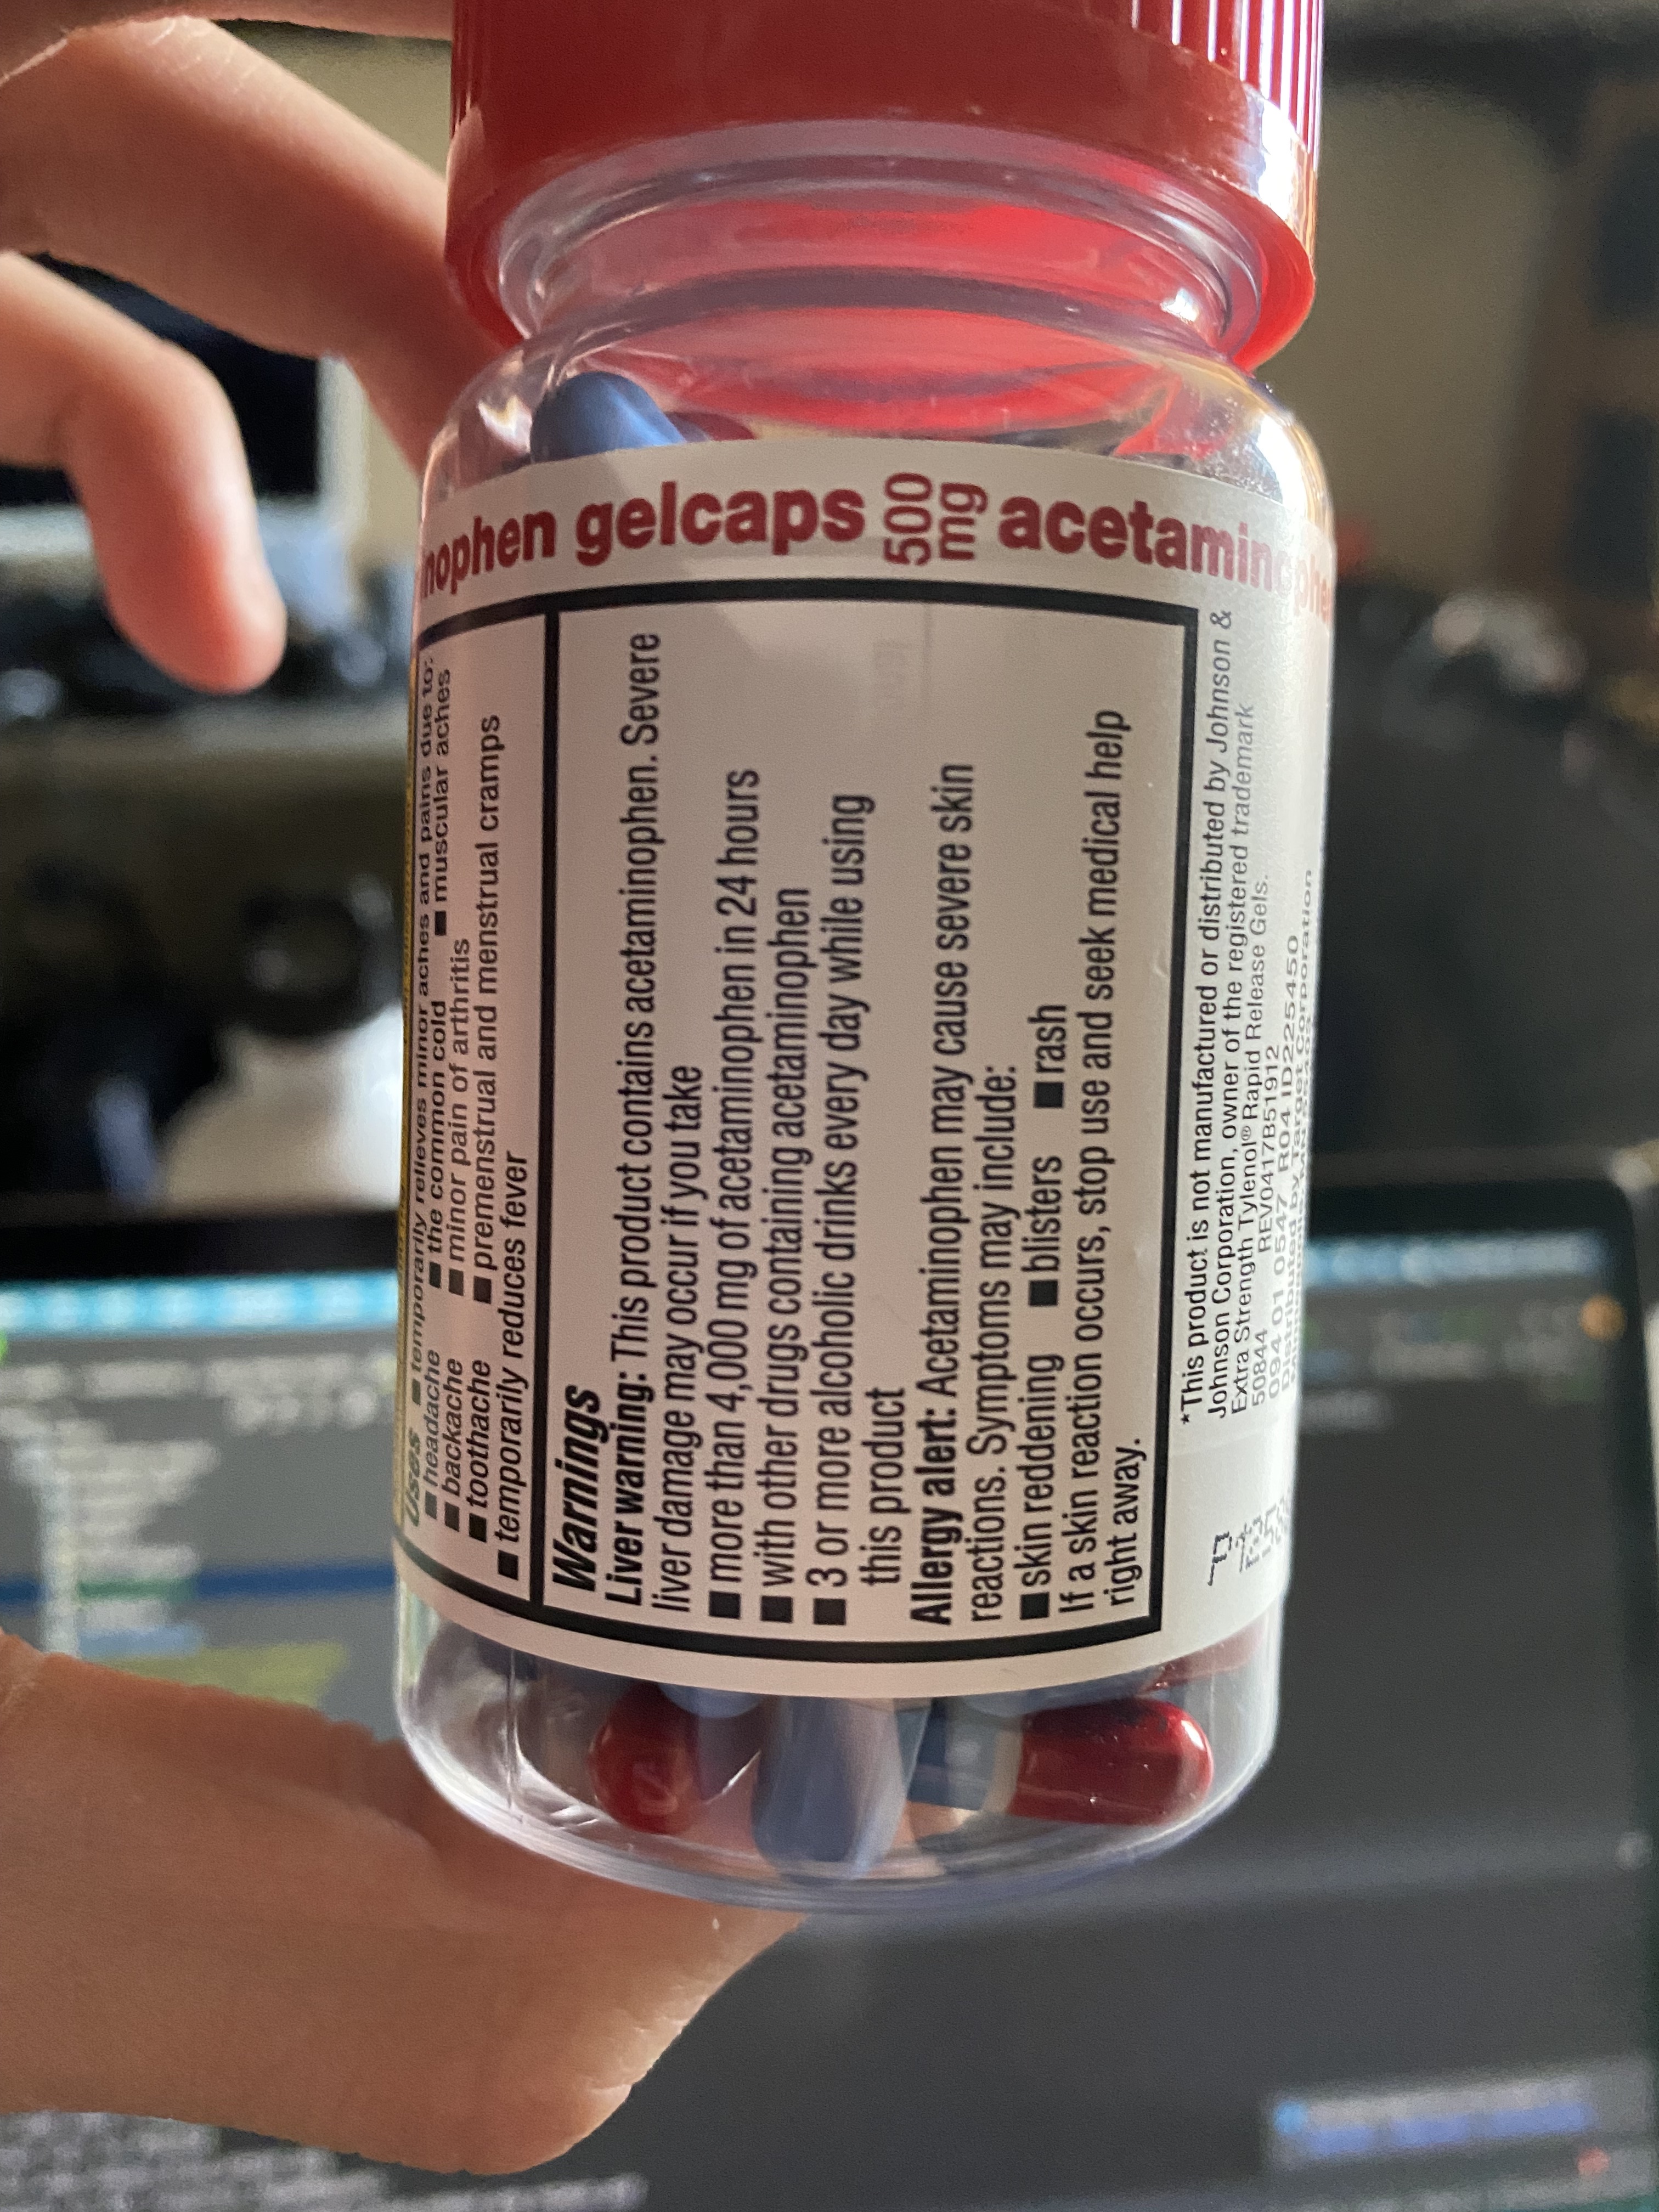 nophen gelcaps 500 mg acetaminophe
Uses ■ temporarily relieves minor aches and pains due to:
■ headache ■ the common cold ■ muscular aches
■ backache ■ minor pain of arthritis
■ toothache ■ premenstrual and menstrual cramps
■ temporarily reduces fever
Warnings
Liver warning: This product contains acetaminophen. Severe
liver damage may occur if you take
■ more than 4,000 mg of acetaminophen in 24 hours
■ with other drugs containing acetaminophen
■ 3 or more alcoholic drinks every day while using
this product
Allergy alert: Acetaminophen may cause severe skin
reactions. Symptoms may include:
■ skin reddening ■ blisters ■ rash
If a skin reaction occurs, stop use and seek medical help
right away.
*This product is not manufactured or distributed by Johnson &
Johnson Corporation, owner of the registered trademark
Extra Strength Tylenol® Rapid Release Gels.
50844 REV0417B51912
094 01 0547 R04 ID225450
Distributed by Target Corporation